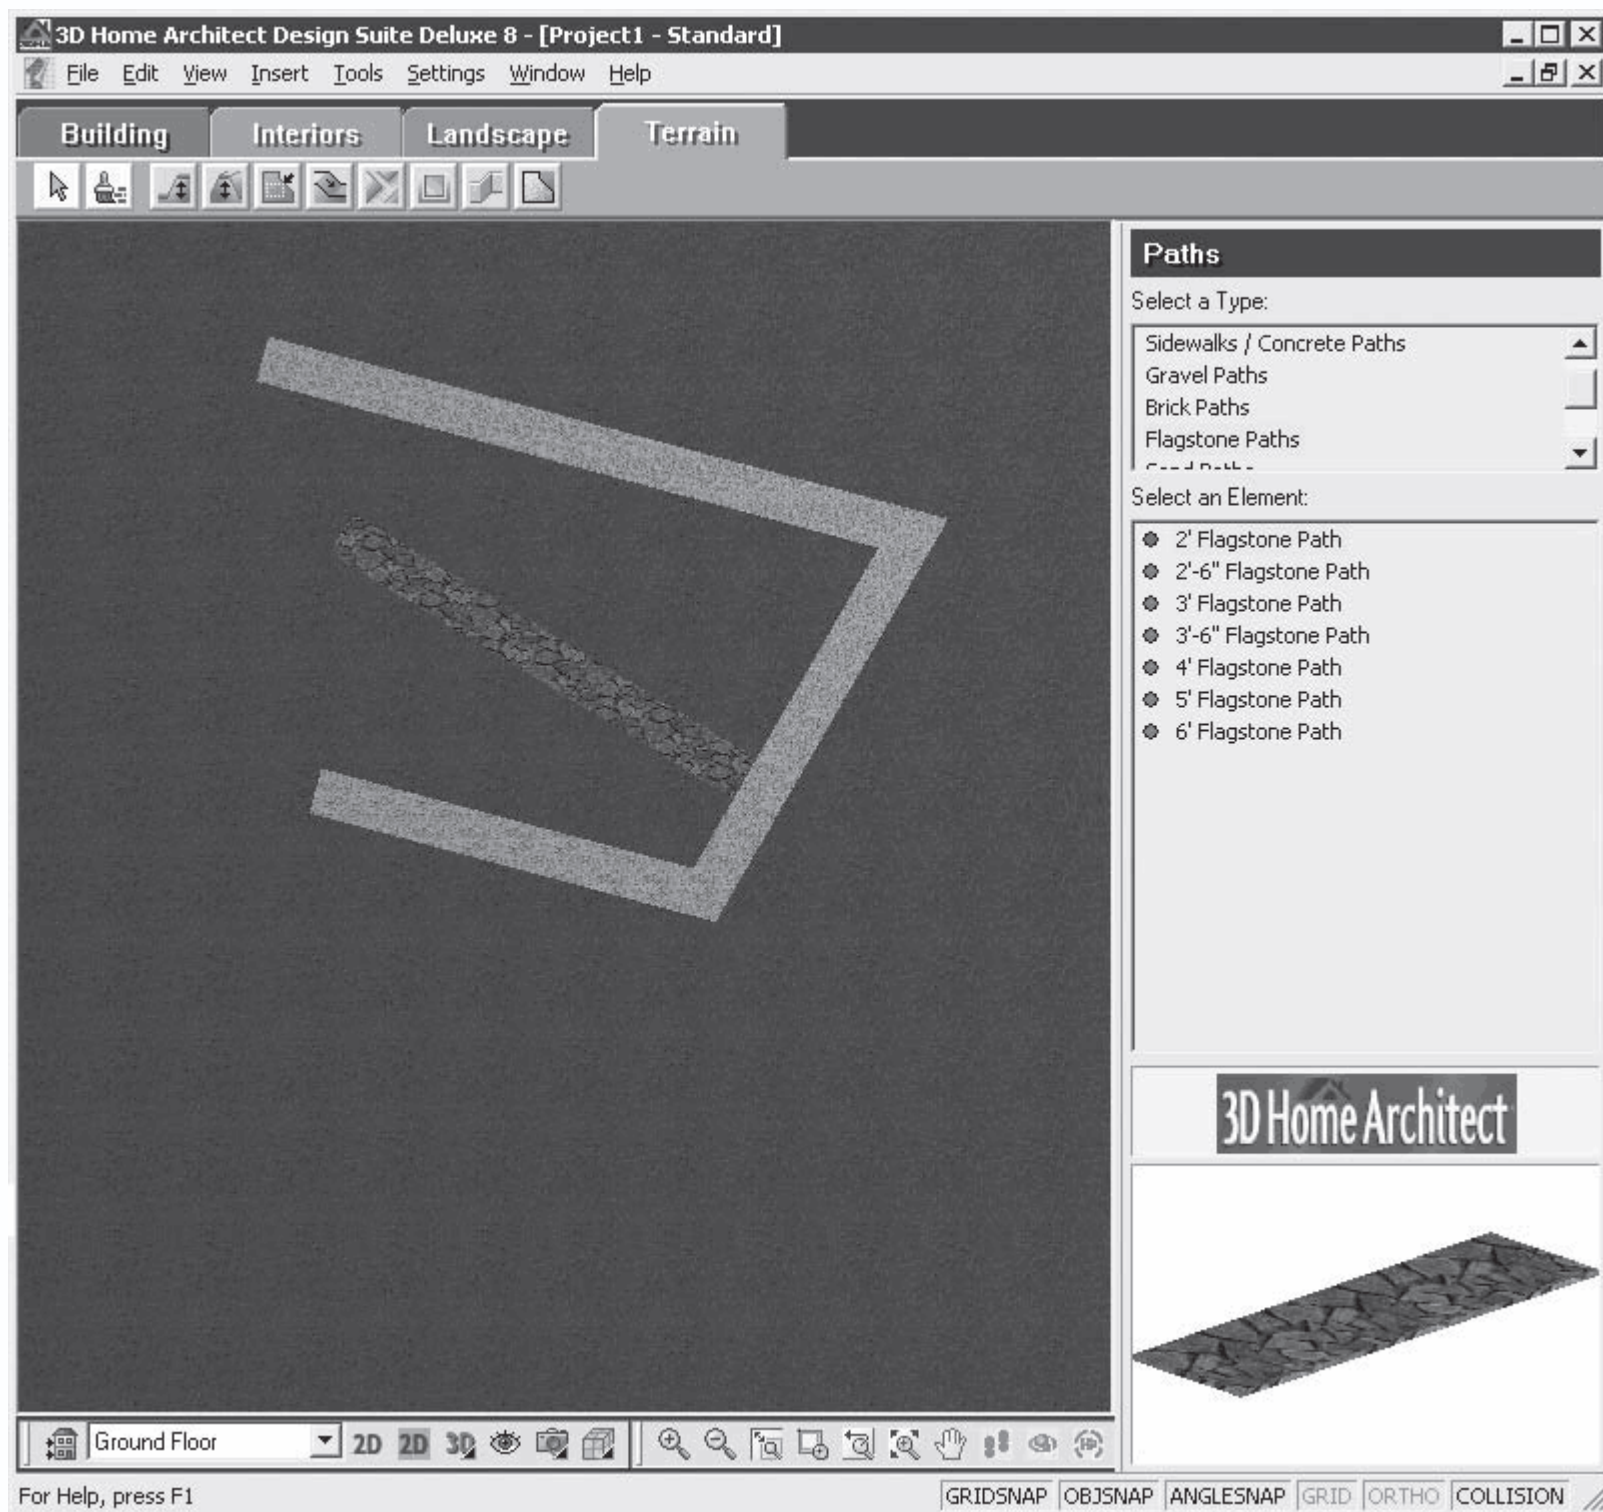 3D Home Architect Design Suite Deluxe 8 - [Project1 - Standard]
File Edit View Insert Tools Settings Window Help
Building Interiors Landscape Terrain
Paths
Select a Type:
Sidewalks / Concrete Paths
Gravel Paths
Brick Paths
Flagstone Paths
Select an Element:
2' Flagstone Path
2'-6" Flagstone Path
3' Flagstone Path
3'-6" Flagstone Path
4' Flagstone Path
5' Flagstone Path
6' Flagstone Path
3D Home Architect
Ground Floor 2D 2D 3D
For Help, press F1 GRIDSNAP OBJSNAP ANGLESNAP GRID ORTHO COLLISION